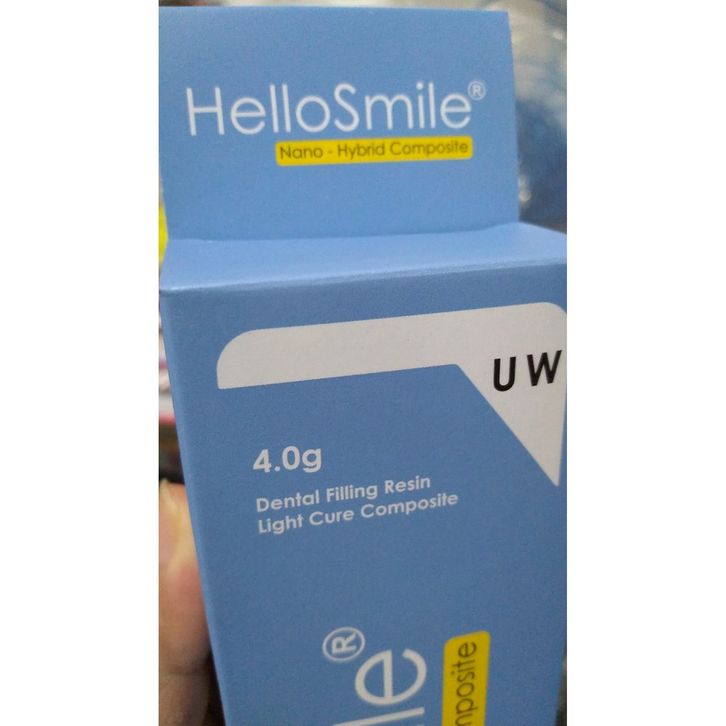 HelloSmile®
Nano - Hybrid Composite
UW
4.0g
Dental Filling Resin
Light Cure Composite